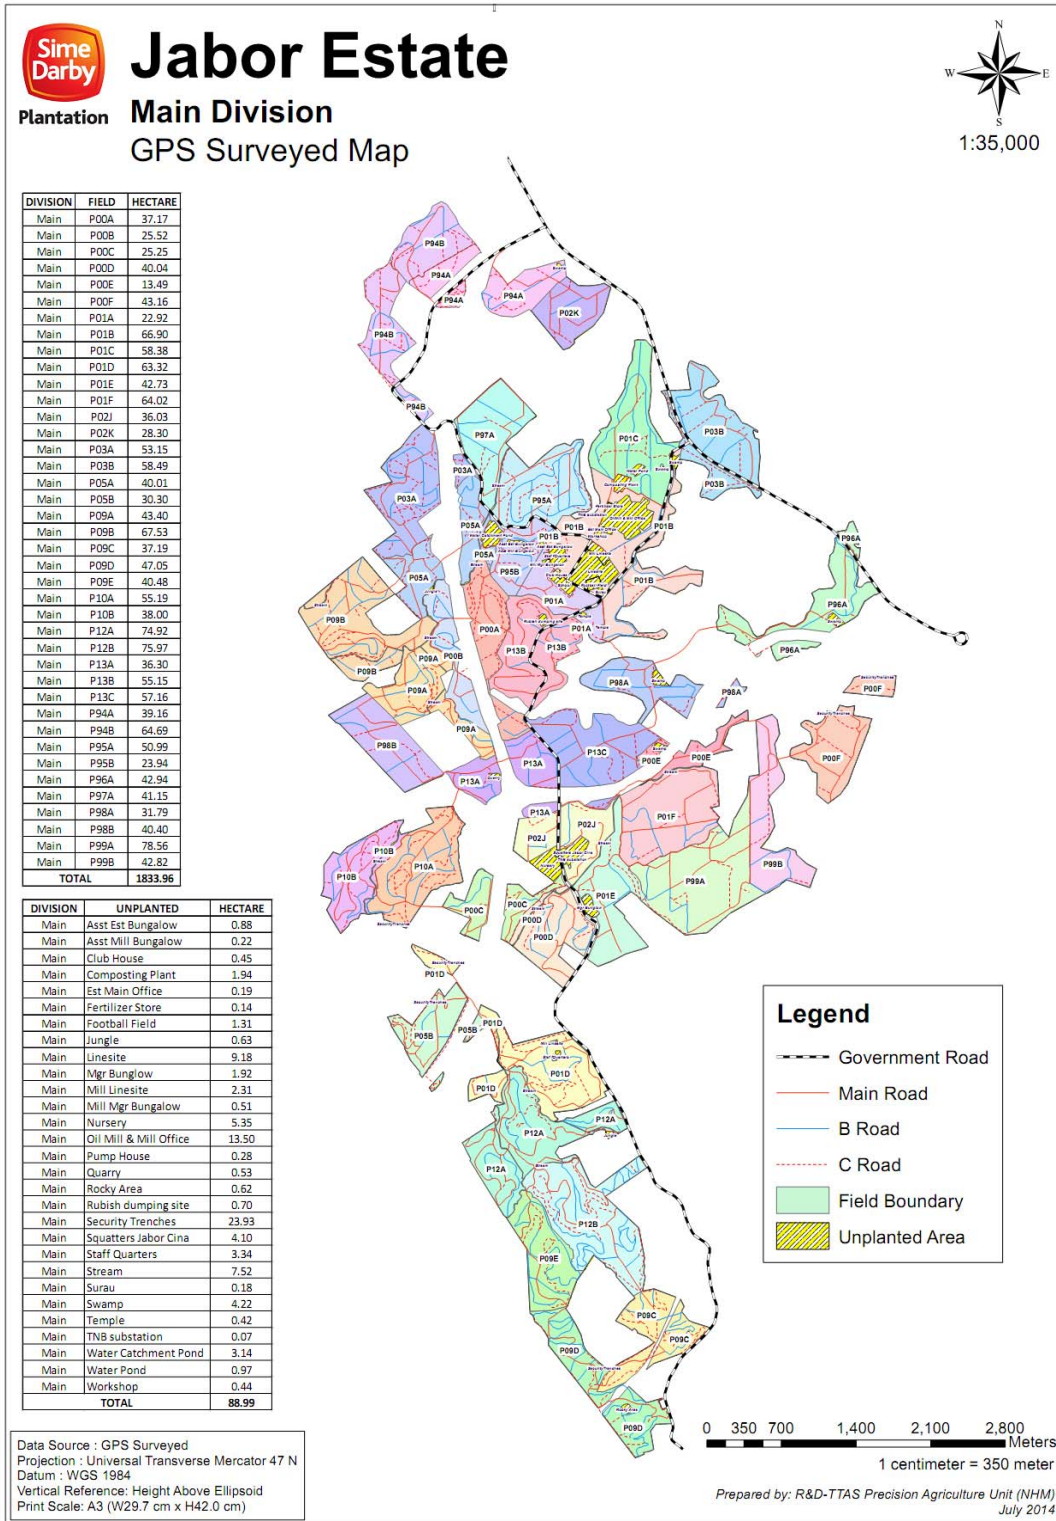 Sime
Darby
Plantation
Jabor Estate
Main Division
GPS Surveyed Map
N
W E
S
1:35,000
DIVISION FIELD HECTARE
Main P00A 37.17
Main P00B 25.52
Main P00C 25.25
Main P00D 40.04
Main P00E 13.49
Main P00F 43.16
Main P01A 22.92
Main P01B 66.90
Main P01C 58.38
Main P01D 63.32
Main P01E 42.73
Main P01F 64.02
Main P02J 36.03
Main P02K 28.30
Main P03A 53.15
Main P03B 58.49
Main P05A 40.01
Main P05B 30.30
Main P09A 43.40
Main P09B 67.53
Main P09C 37.19
Main P09D 47.05
Main P09E 40.48
Main P10A 55.19
Main P10B 38.00
Main P12A 74.92
Main P12B 75.97
Main P13A 36.30
Main P13B 55.15
Main P13C 57.16
Main P94A 39.16
Main P94B 64.69
Main P95A 50.99
Main P95B 23.94
Main P96A 42.94
Main P97A 41.15
Main P98A 31.79
Main P98B 40.40
Main P99A 78.56
Main P99B 42.82
TOTAL 1833.96
DIVISION UNPLANTED HECTARE
Main Asst Est Bungalow 0.88
Main Asst Mill Bungalow 0.22
Main Club House 0.45
Main Composting Plant 1.94
Main Est Main Office 0.19
Main Fertilizer Store 0.14
Main Football Field 1.31
Main Jungle 0.63
Main Linesite 9.18
Main Mgr Bunglow 1.92
Main Mill Linesite 2.31
Main Mill Mgr Bungalow 0.51
Main Nursery 5.35
Main Oil Mill & Mill Office 13.50
Main Pump House 0.28
Main Quarry 0.53
Main Rocky Area 0.62
Main Rubish dumping site 0.70
Main Security Trenches 23.93
Main Squatters Jabor Cina 4.10
Main Staff Quarters 3.34
Main Stream 7.52
Main Surau 0.18
Main Swamp 4.22
Main Temple 0.42
Main TNB substation 0.07
Main Water Catchment Pond 3.14
Main Water Pond 0.97
Main Workshop 0.44
TOTAL 88.99
P94B
P94A
P94A
P94A
P02K
P94B
P94B
P97A
P01C
P03B
P03B
P03A
P03A
P95A
P05A
P01B
P01B
P01B
P96A
P05A
P95B
P05A
P01B
P01A
P96A
P09B
P00A
P01A
P13B
P13B
P96A
P09A
P00B
P09B
P09A
P98A
P98A
P00F
P09A
P98B
P13A
P13C
P00E
P00E
P00F
P13A
P13A
P02J
P02J
P01F
P10B
P10A
P10B
P99B
P99A
P01E
P00C
P00C
P00D
P00D
P01D
P05B
P05B
P01D
P01D
P01D
P12A
P12A
P12A
P12B
P09E
P09C
P09C
P09D
P09D
Legend
Government Road
Main Road
B Road
C Road
Field Boundary
Unplanted Area
0 350 700 1,400 2,100 2,800
Meters
1 centimeter = 350 meter
Data Source : GPS Surveyed
Projection : Universal Transverse Mercator 47 N
Datum : WGS 1984
Vertical Reference: Height Above Ellipsoid
Print Scale: A3 (W29.7 cm x H42.0 cm)
Prepared by: R&D-TTAS Precision Agriculture Unit (NHM)
July 2014